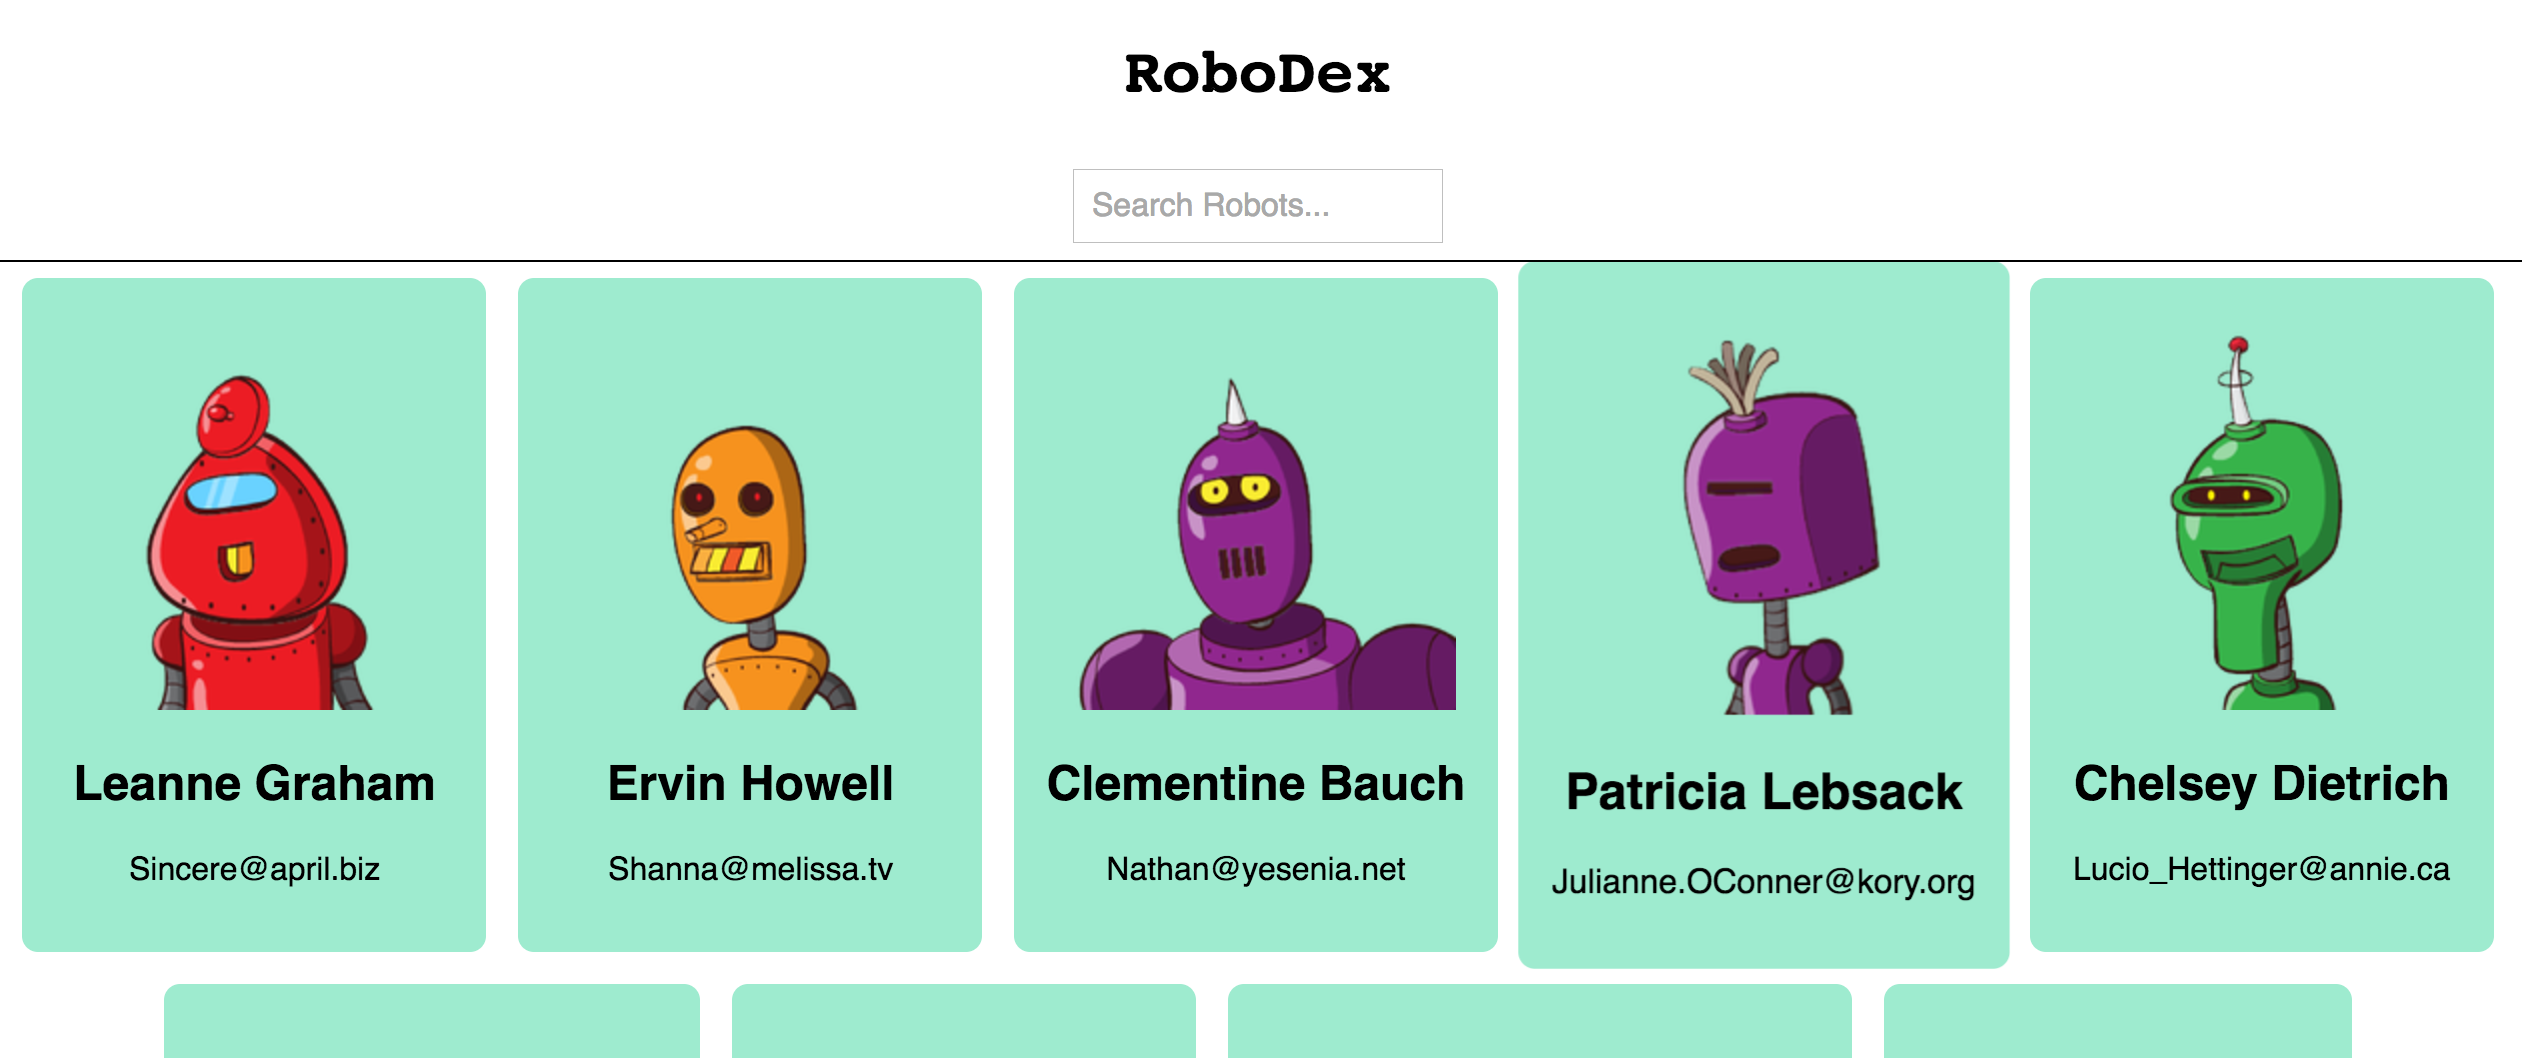 RoboDex
Search Robots...
Leanne Graham
Sincere@april.biz
Ervin Howell
Shanna@melissa.tv
Clementine Bauch
Nathan@yesenia.net
Patricia Lebsack
Julianne.OConner@kory.org
Chelsey Dietrich
Lucio_Hettinger@annie.ca